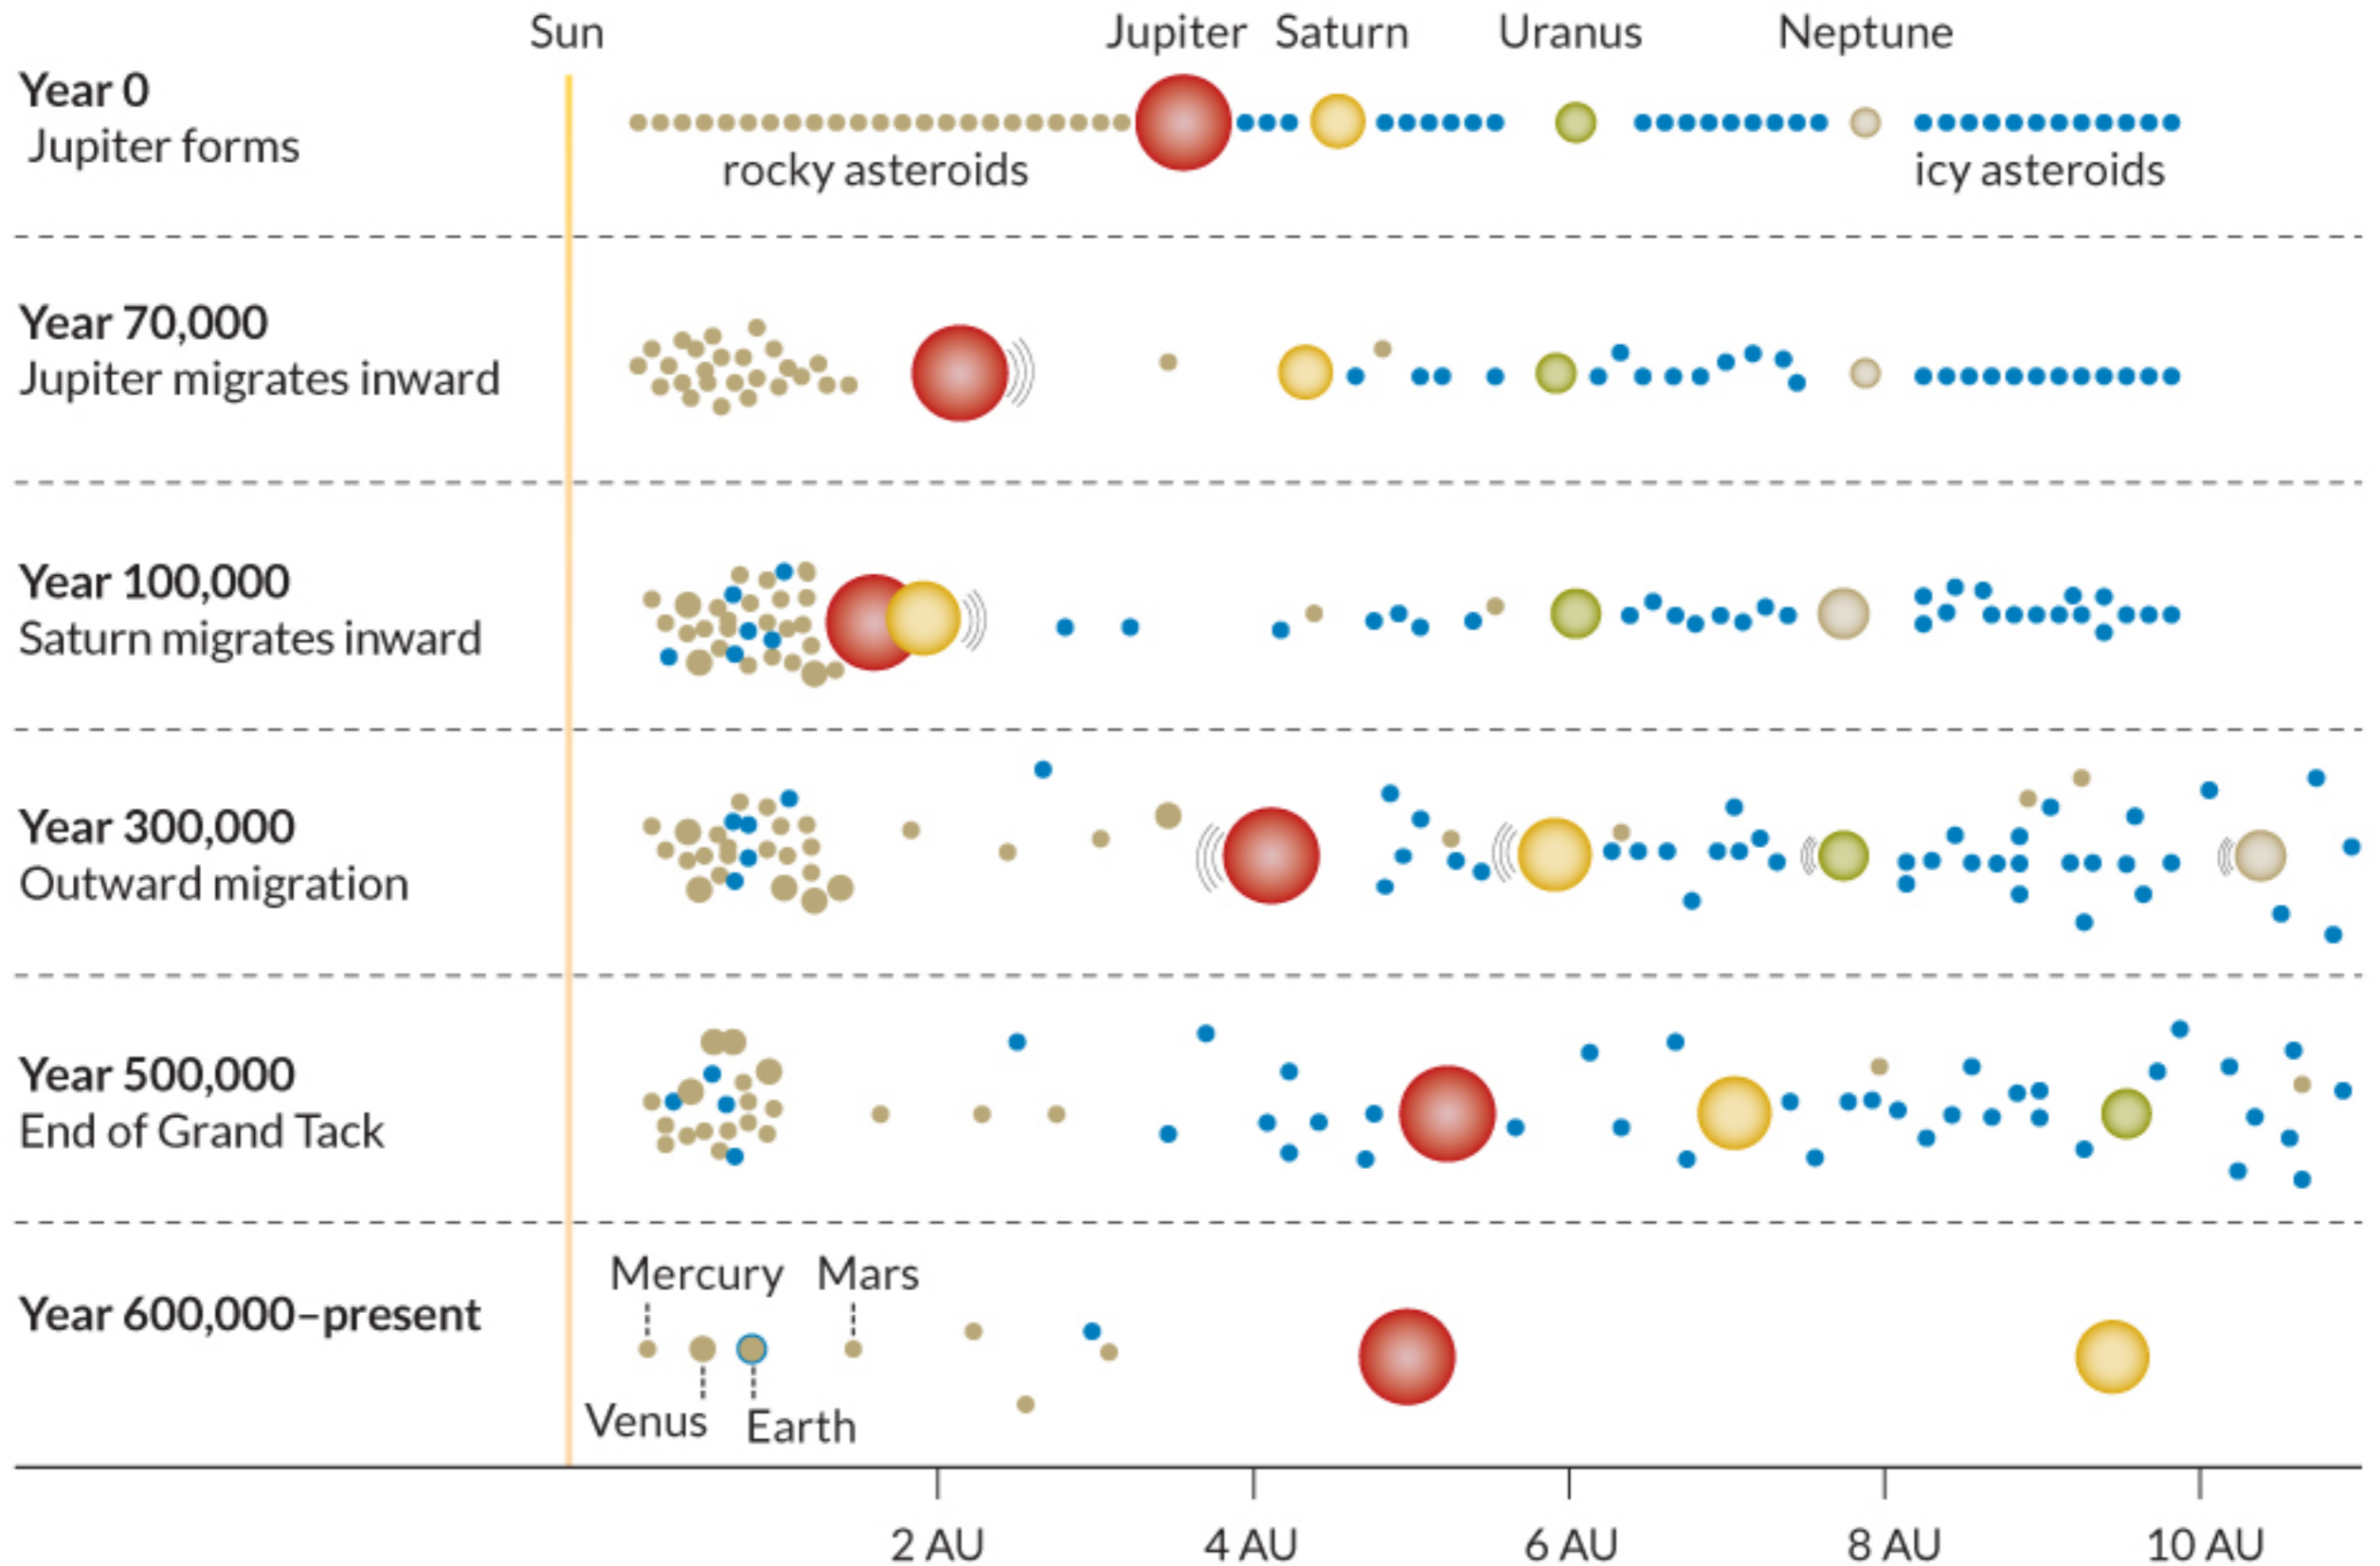 Sun
Jupiter
Saturn
Uranus
Neptune
Year 0
Jupiter forms
rocky asteroids
icy asteroids
Year 70,000
Jupiter migrates inward
Year 100,000
Saturn migrates inward
Year 300,000
Outward migration
Year 500,000
End of Grand Tack
Year 600,000–present
Mercury
Mars
Venus
Earth
2 AU
4 AU
6 AU
8 AU
10 AU